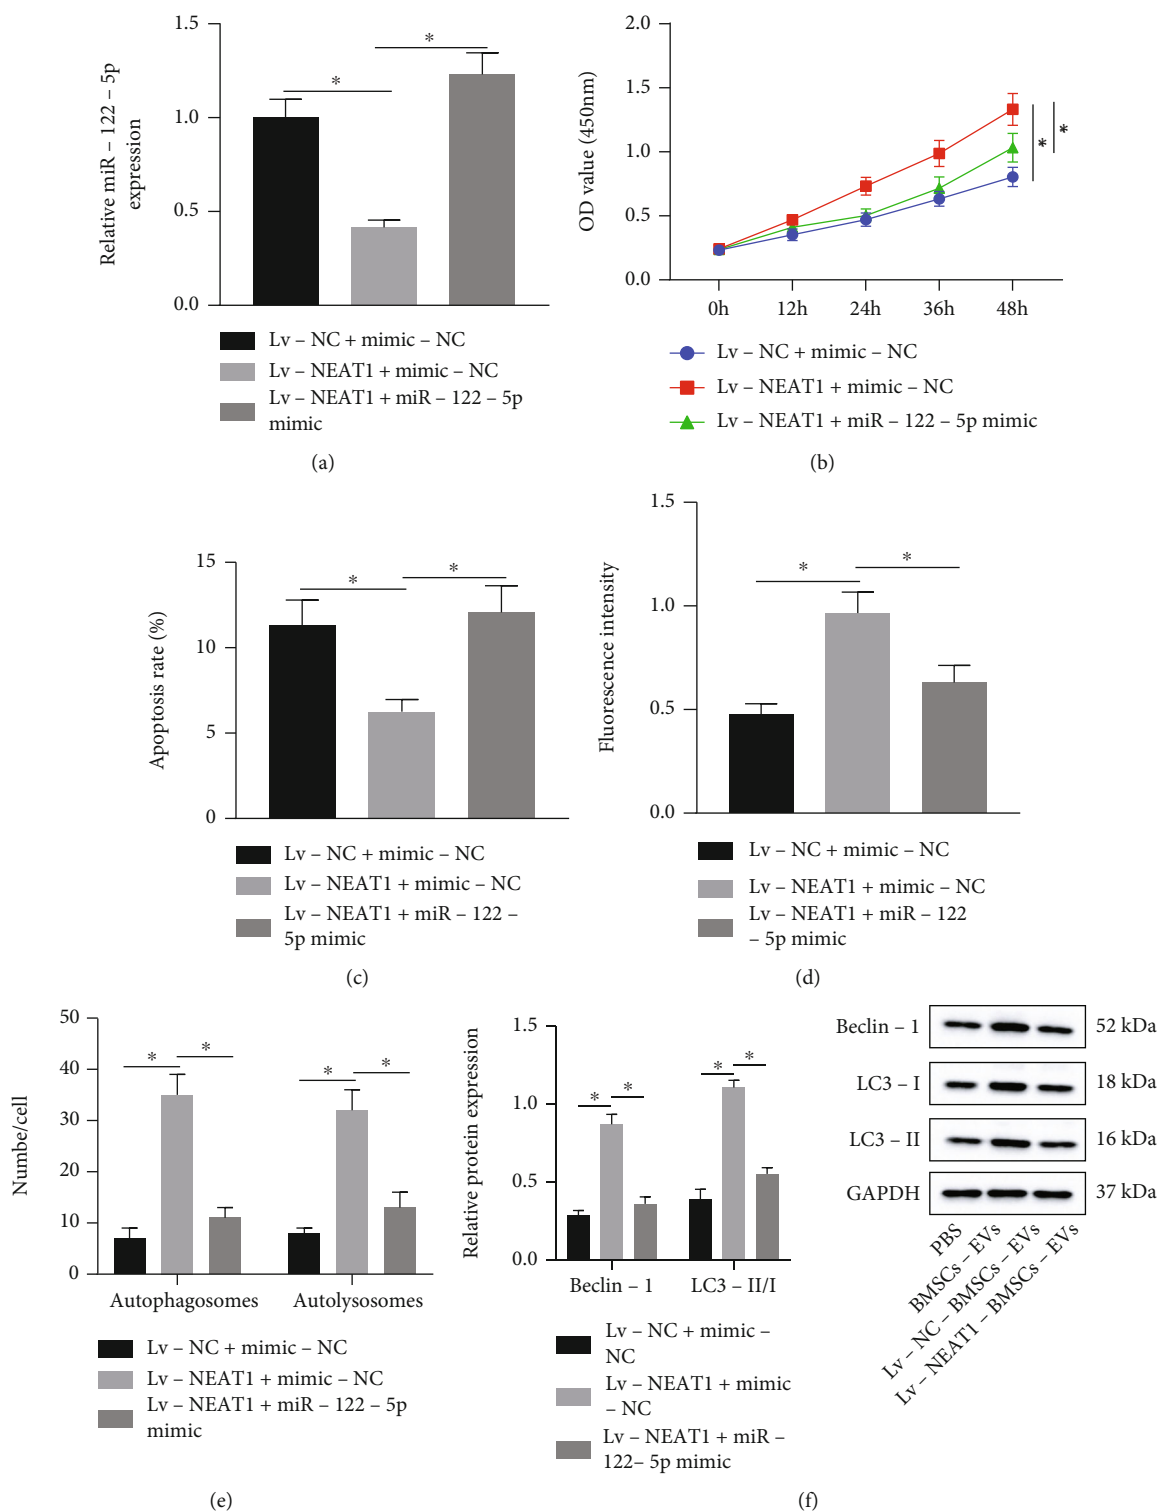 Relative miR – 122 – 5p
expression
1.5
1.0
0.5
0.0
*
*
Lv – NC + mimic – NC
Lv – NEAT1 + mimic – NC
Lv – NEAT1 + miR – 122 – 5p
mimic
(a)
OD value (450nm)
2.0
1.5
1.0
0.5
0.0
0h
12h
24h
36h
48h
*
*
Lv – NC + mimic – NC
Lv – NEAT1 + mimic – NC
Lv – NEAT1 + miR – 122 – 5p mimic
(b)
Apoptosis rate (%)
15
10
5
0
*
*
Lv – NC + mimic – NC
Lv – NEAT1 + mimic – NC
Lv – NEAT1 + miR – 122 –
5p mimic
(c)
Fluorescence intensity
1.5
1.0
0.5
0.0
*
*
Lv – NC + mimic – NC
Lv – NEAT1 + mimic – NC
Lv – NEAT1 + miR – 122
– 5p mimic
(d)
Numbe/cell
50
40
30
20
10
0
*
*
*
*
Autophagosomes
Autolysosomes
Lv – NC + mimic – NC
Lv – NEAT1 + mimic – NC
Lv – NEAT1 + miR – 122 – 5p
mimic
(e)
Relative protein expression
1.5
1.0
0.5
0.0
*
*
*
*
Beclin – 1
LC3 – II/I
Lv – NC + mimic –
NC
Lv – NEAT1 + mimic
– NC
Lv – NEAT1 + miR –
122– 5p mimic
Beclin – 1
52 kDa
LC3 – I
18 kDa
LC3 – II
16 kDa
GAPDH
37 kDa
PBS
BMSCs – EVs
Lv – NC – BMSCs – EVs
Lv – NEAT1 – BMSCs – EVs
(f)